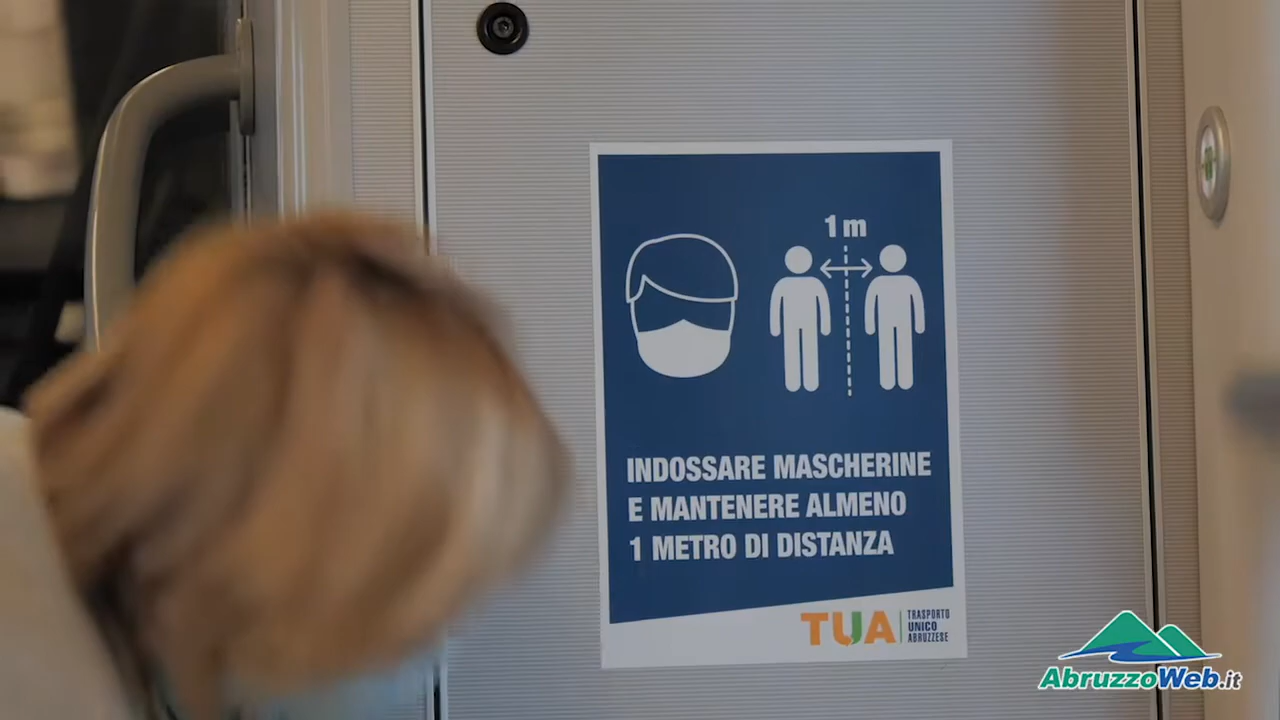 1 m
INDOSSARE MASCHERINE
E MANTENERE ALMENO
1 METRO DI DISTANZA
TUA
TRASPORTO
UNICO
ABRUZZESE
AbruzzoWeb.it